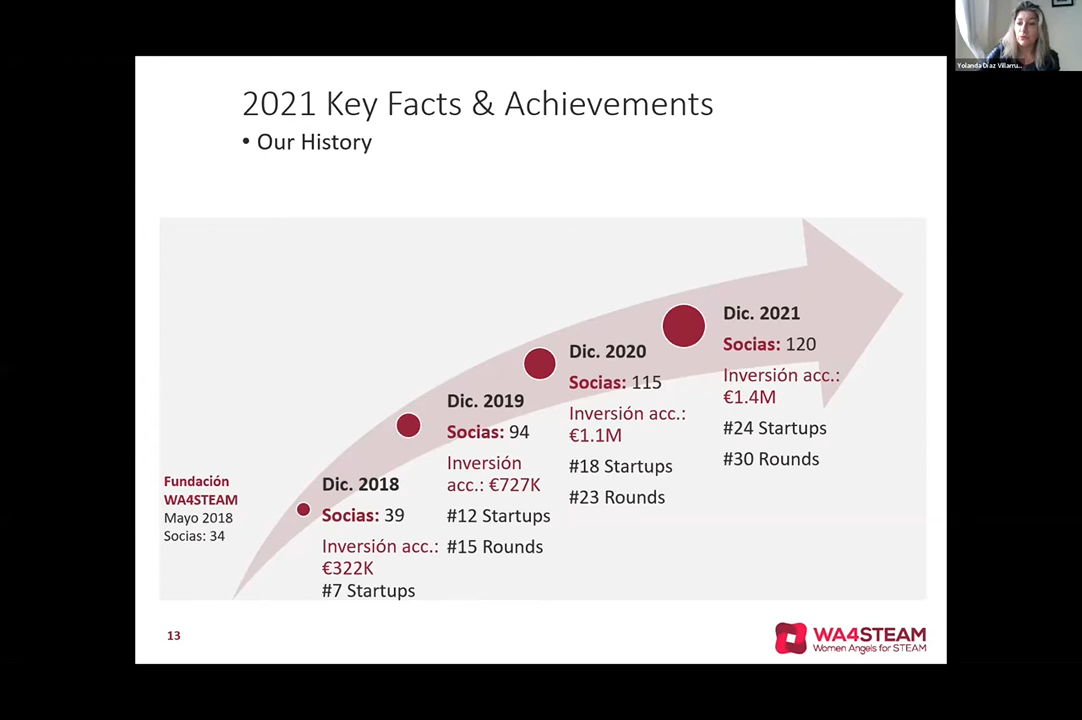 Yolanda Díaz Villarru...
2021 Key Facts & Achievements
• Our History
Fundación
WA4STEAM
Mayo 2018
Socias: 34
Dic. 2018
Socias: 39
Inversión acc.:
€322K
#7 Startups
Dic. 2019
Socias: 94
Inversión
acc.: €727K
#12 Startups
#15 Rounds
Dic. 2020
Socias: 115
Inversión acc.:
€1.1M
#18 Startups
#23 Rounds
Dic. 2021
Socias: 120
Inversión acc.:
€1.4M
#24 Startups
#30 Rounds
13
WA4STEAM
Women Angels for STEAM